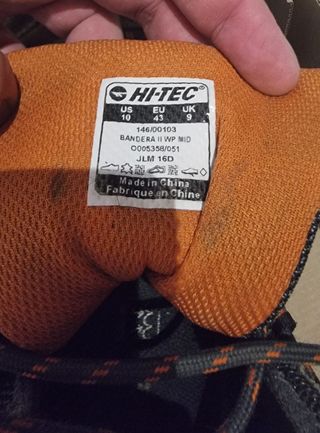 HI-TEC
US EU UK
10 43 9
146/00103
BANDERA II WP MID
O005358/051
JLM 16D
Made in China
Fabriqué en Chine